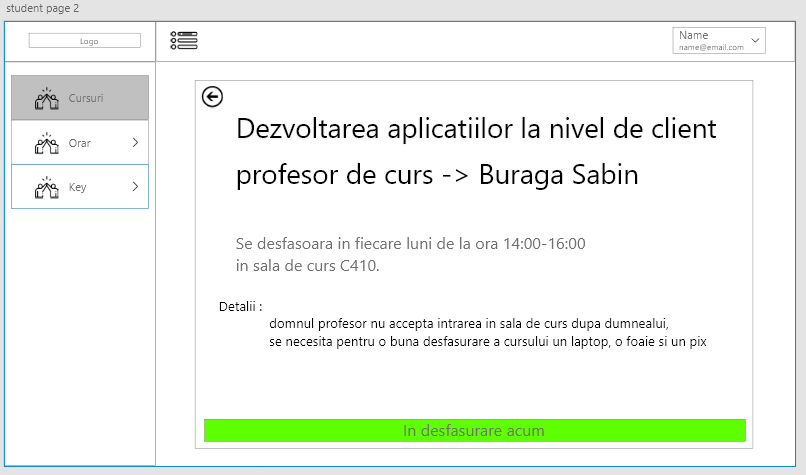 student page 2
Logo
Name
name@email.com
Cursuri
Orar
Key
Dezvoltarea aplicatiilor la nivel de client
profesor de curs -> Buraga Sabin
Se desfasoara in fiecare luni de la ora 14:00-16:00
in sala de curs C410.
Detalii :
domnul profesor nu accepta intrarea in sala de curs dupa dumnealui,
se necesita pentru o buna desfasurare a cursului un laptop, o foaie si un pix
In desfasurare acum